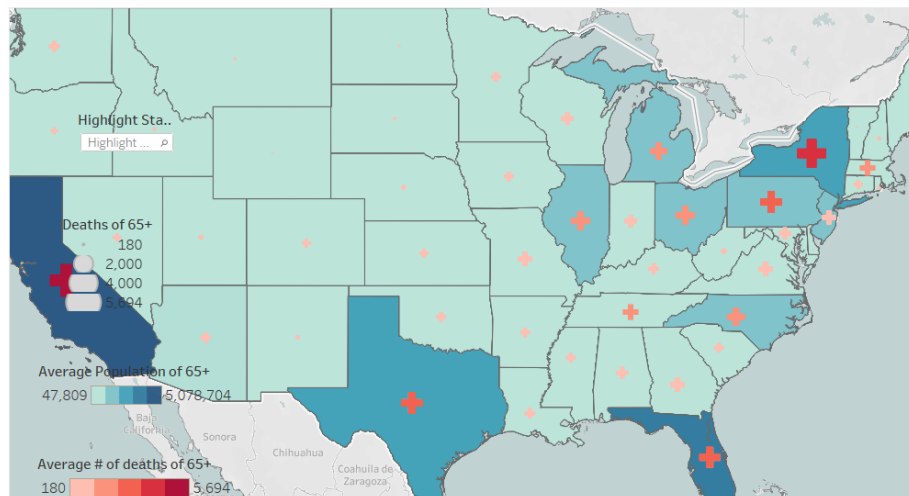 Highlight Sta..
Highlight ...
Deaths of 65+
180
2,000
4,000
5,694
Average Population of 65+
47,809 5,078,704
Baja
California
Sonora
Chihuahua
Coahuila de
Zaragoza
Average # of deaths of 65+
180 5,694